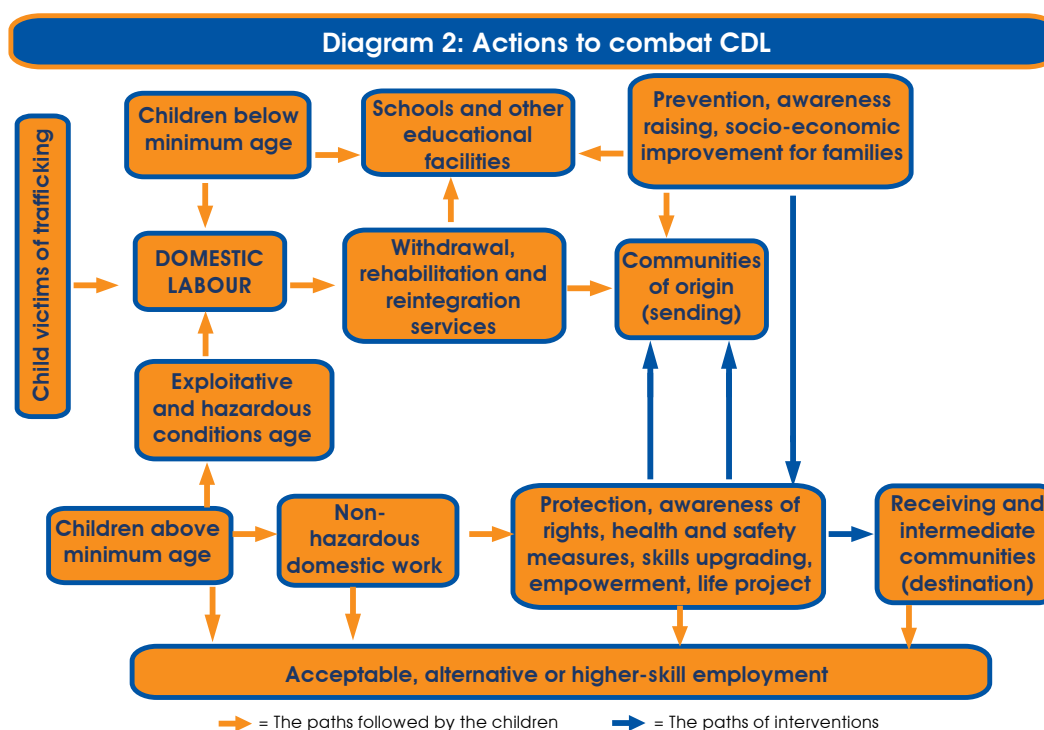 Diagram 2: Actions to combat CDL
Child victims of trafficking
Children below
minimum age
Schools and other
educational
facilities
Prevention, awareness
raising, socio-economic
improvement for families
DOMESTIC
LABOUR
Withdrawal,
rehabilitation and
reintegration
services
Communities
of origin
(sending)
Exploitative
and hazardous
conditions age
Children above
minimum age
Non-
hazardous
domestic work
Protection, awareness of
rights, health and safety
measures, skills upgrading,
empowerment, life project
Receiving and
intermediate
communities
(destination)
Acceptable, alternative or higher-skill employment
= The paths followed by the children
= The paths of interventions